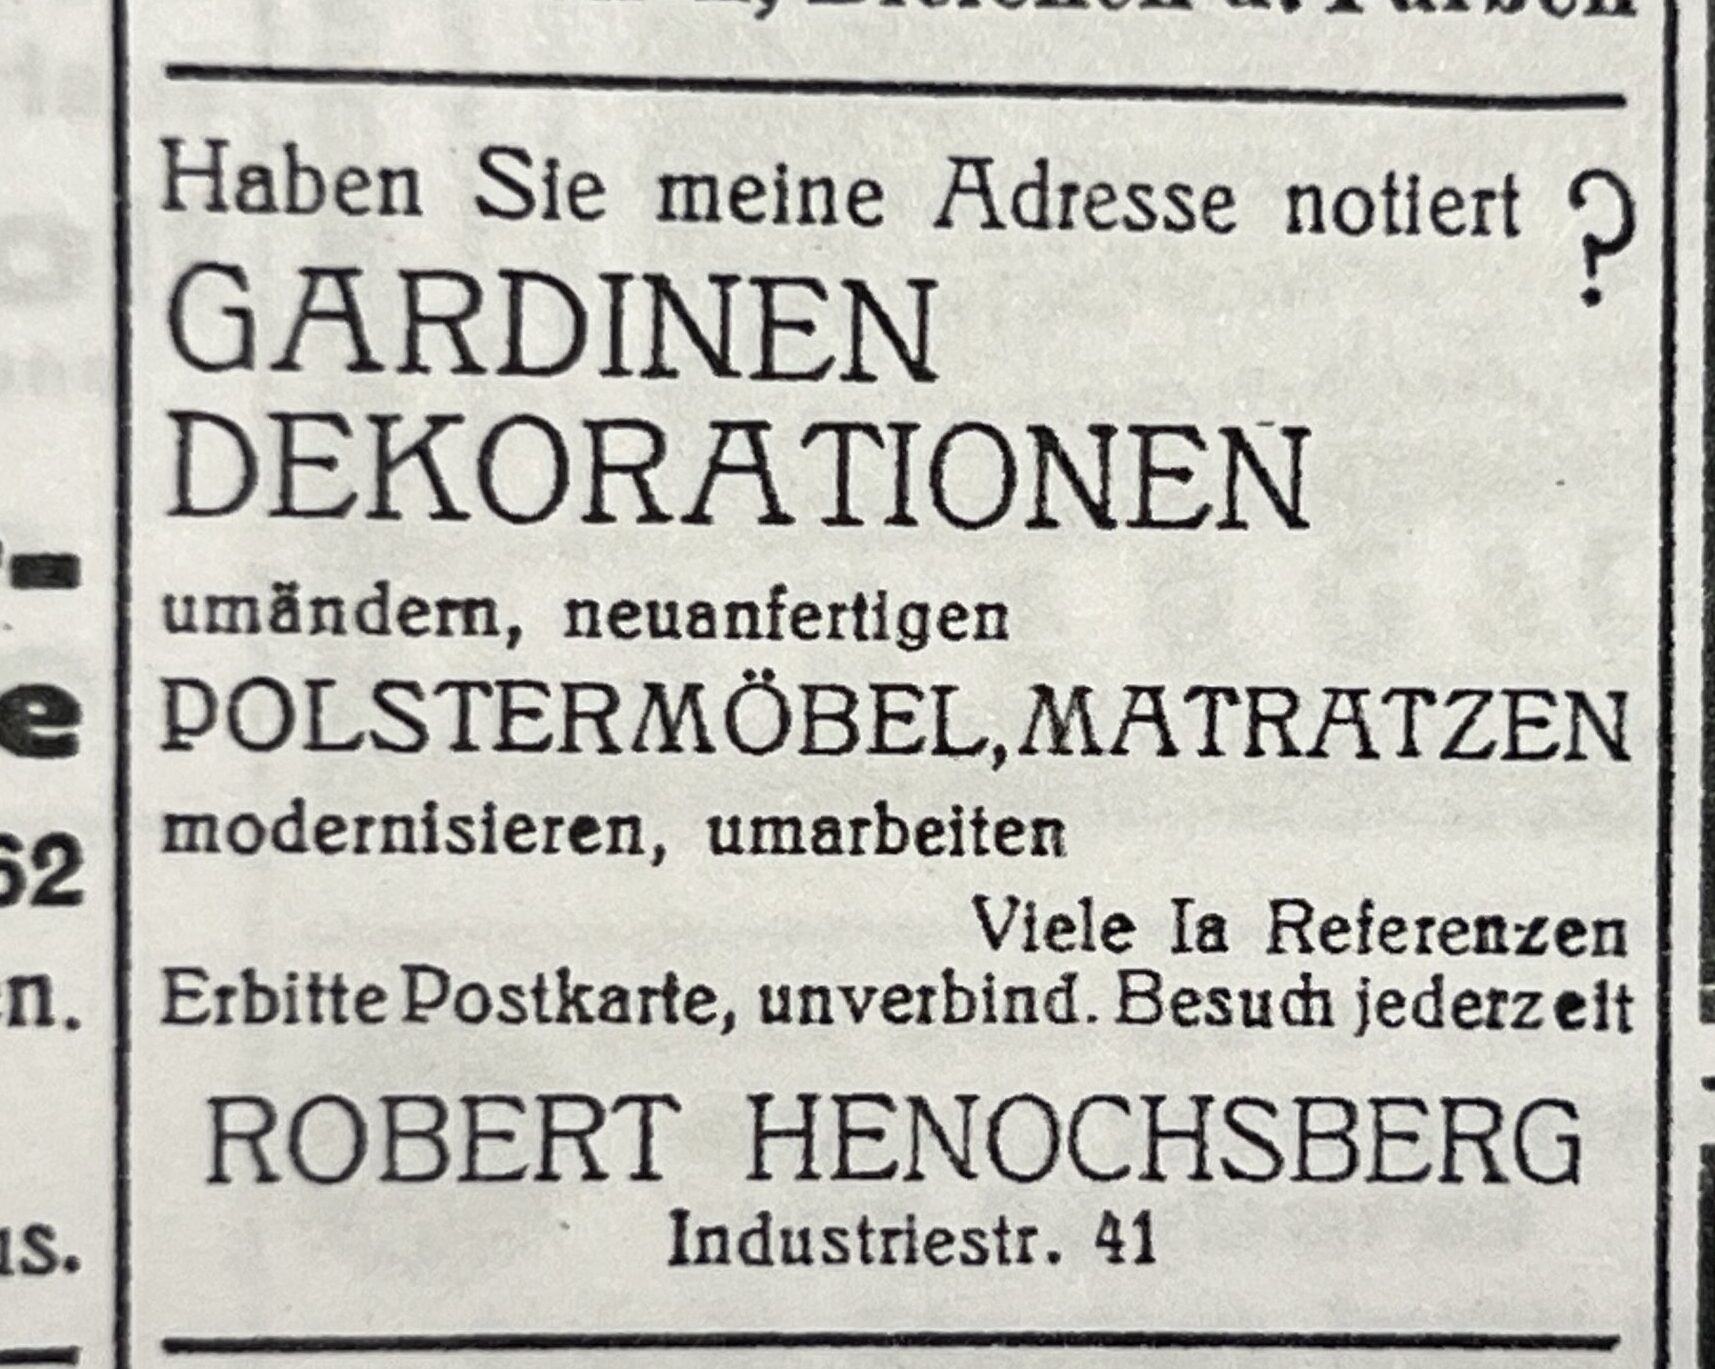 Haben Sie meine Adresse notiert ?
GARDINEN
DEKORATIONEN
umändern, neuanfertigen
POLSTERMÖBEL, MATRATZEN
modernisieren, umarbeiten
Viele Ia Referenzen
Erbitte Postkarte, unverbind. Besuch jederzeit
ROBERT HENOCHSBERG
Industriestr. 41